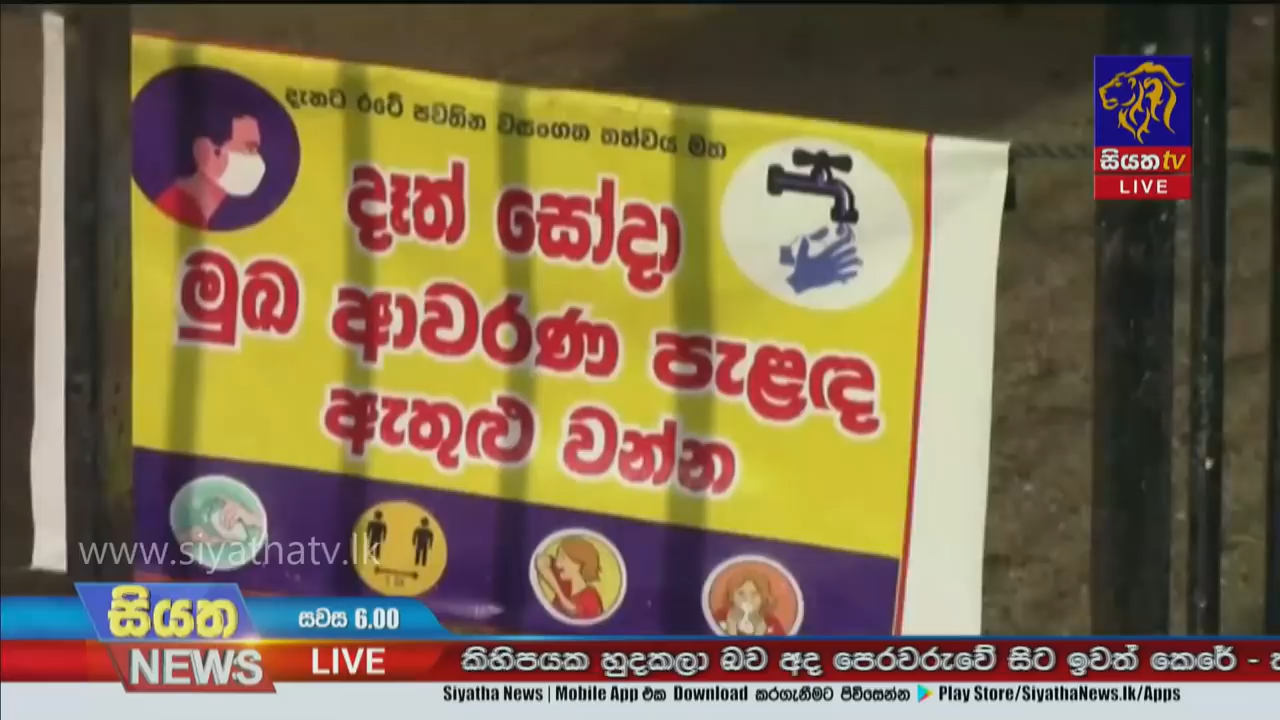 දැනට රටේ පවතින වසංගත තත්වය මත
දෑත් සෝදා
මුඛ ආවරණ පැළඳ
ඇතුළු වන්න
සියත tv
LIVE
www.siyathatv.lk
සියත
NEWS
සවස 6.00
LIVE
කිහිපයක හුදකලා බව අද පෙරවරුවේ සිට ඉවත් කෙරේ -
Siyatha News | Mobile App එක Download කරගැනීමට පිවිසෙන්න Play Store/SiyathaNews.lk/Apps